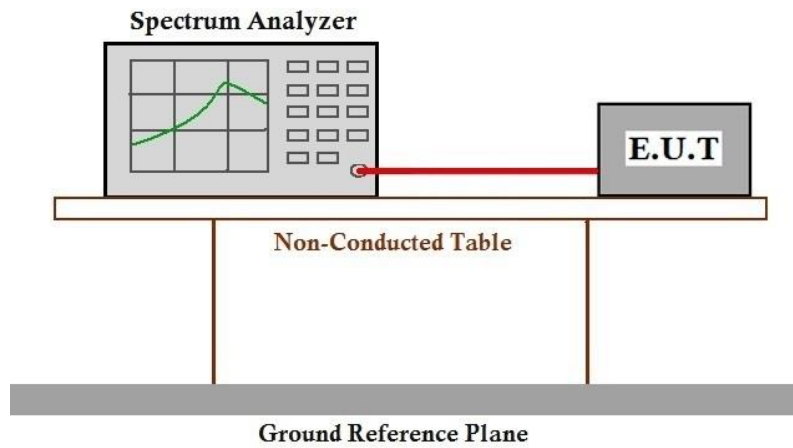 Spectrum Analyzer
E.U.T
Non-Conducted Table
Ground Reference Plane